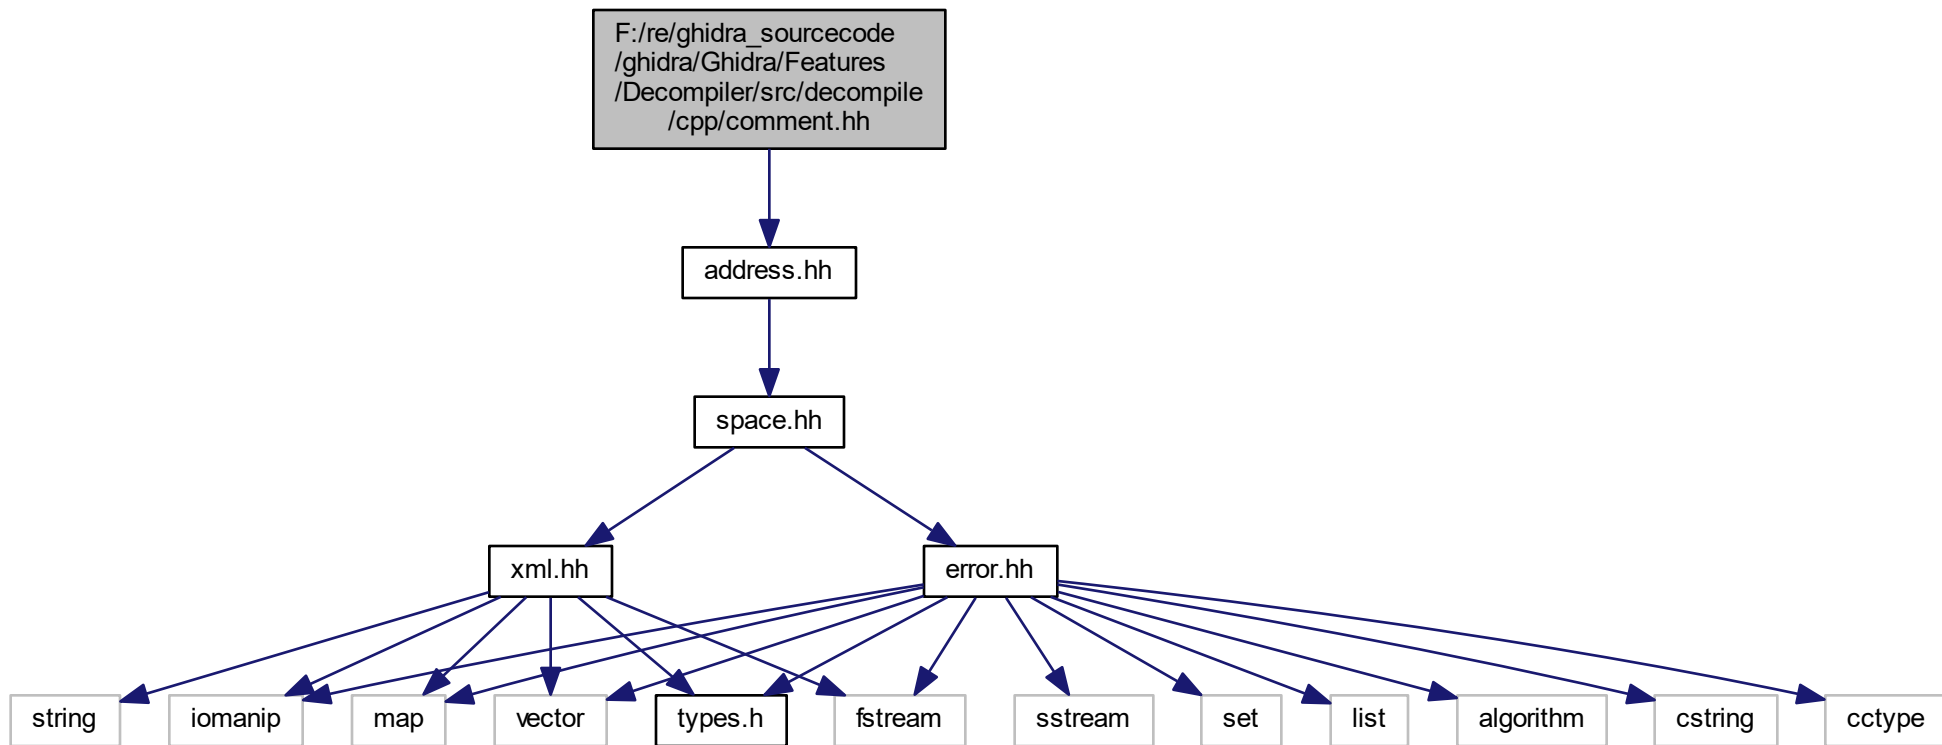 F:/re/ghidra_sourcecode
/ghidra/Ghidra/Features
/Decompiler/src/decompile
/cpp/comment.hh
address.hh
space.hh
xml.hh
error.hh
string
iomanip
map
vector
types.h
fstream
sstream
set
list
algorithm
cstring
cctype